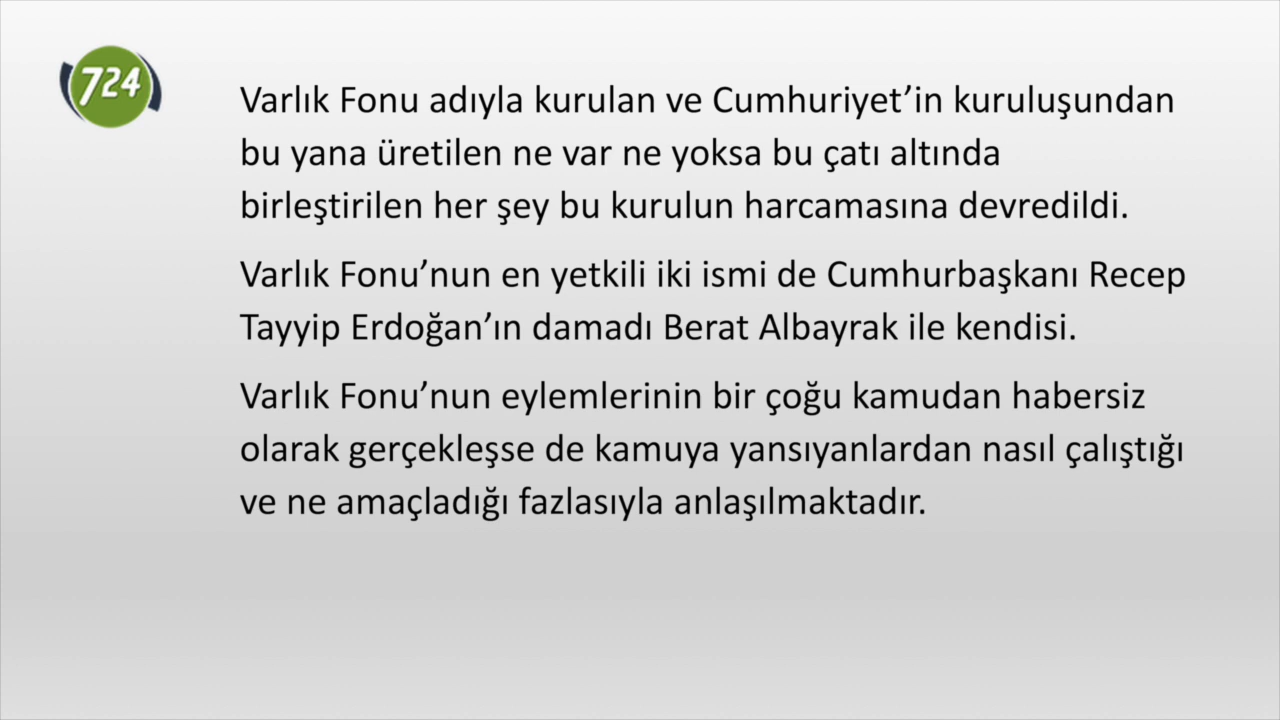 724
Varlık Fonu adıyla kurulan ve Cumhuriyet’in kuruluşundan
bu yana üretilen ne var ne yoksa bu çatı altında
birleştirilen her şey bu kurulun harcamasına devredildi.
Varlık Fonu’nun en yetkili iki ismi de Cumhurbaşkanı Recep
Tayyip Erdoğan’ın damadı Berat Albayrak ile kendisi.
Varlık Fonu’nun eylemlerinin bir çoğu kamudan habersiz
olarak gerçekleşse de kamuya yansıyanlardan nasıl çalıştığı
ve ne amaçladığı fazlasıyla anlaşılmaktadır.